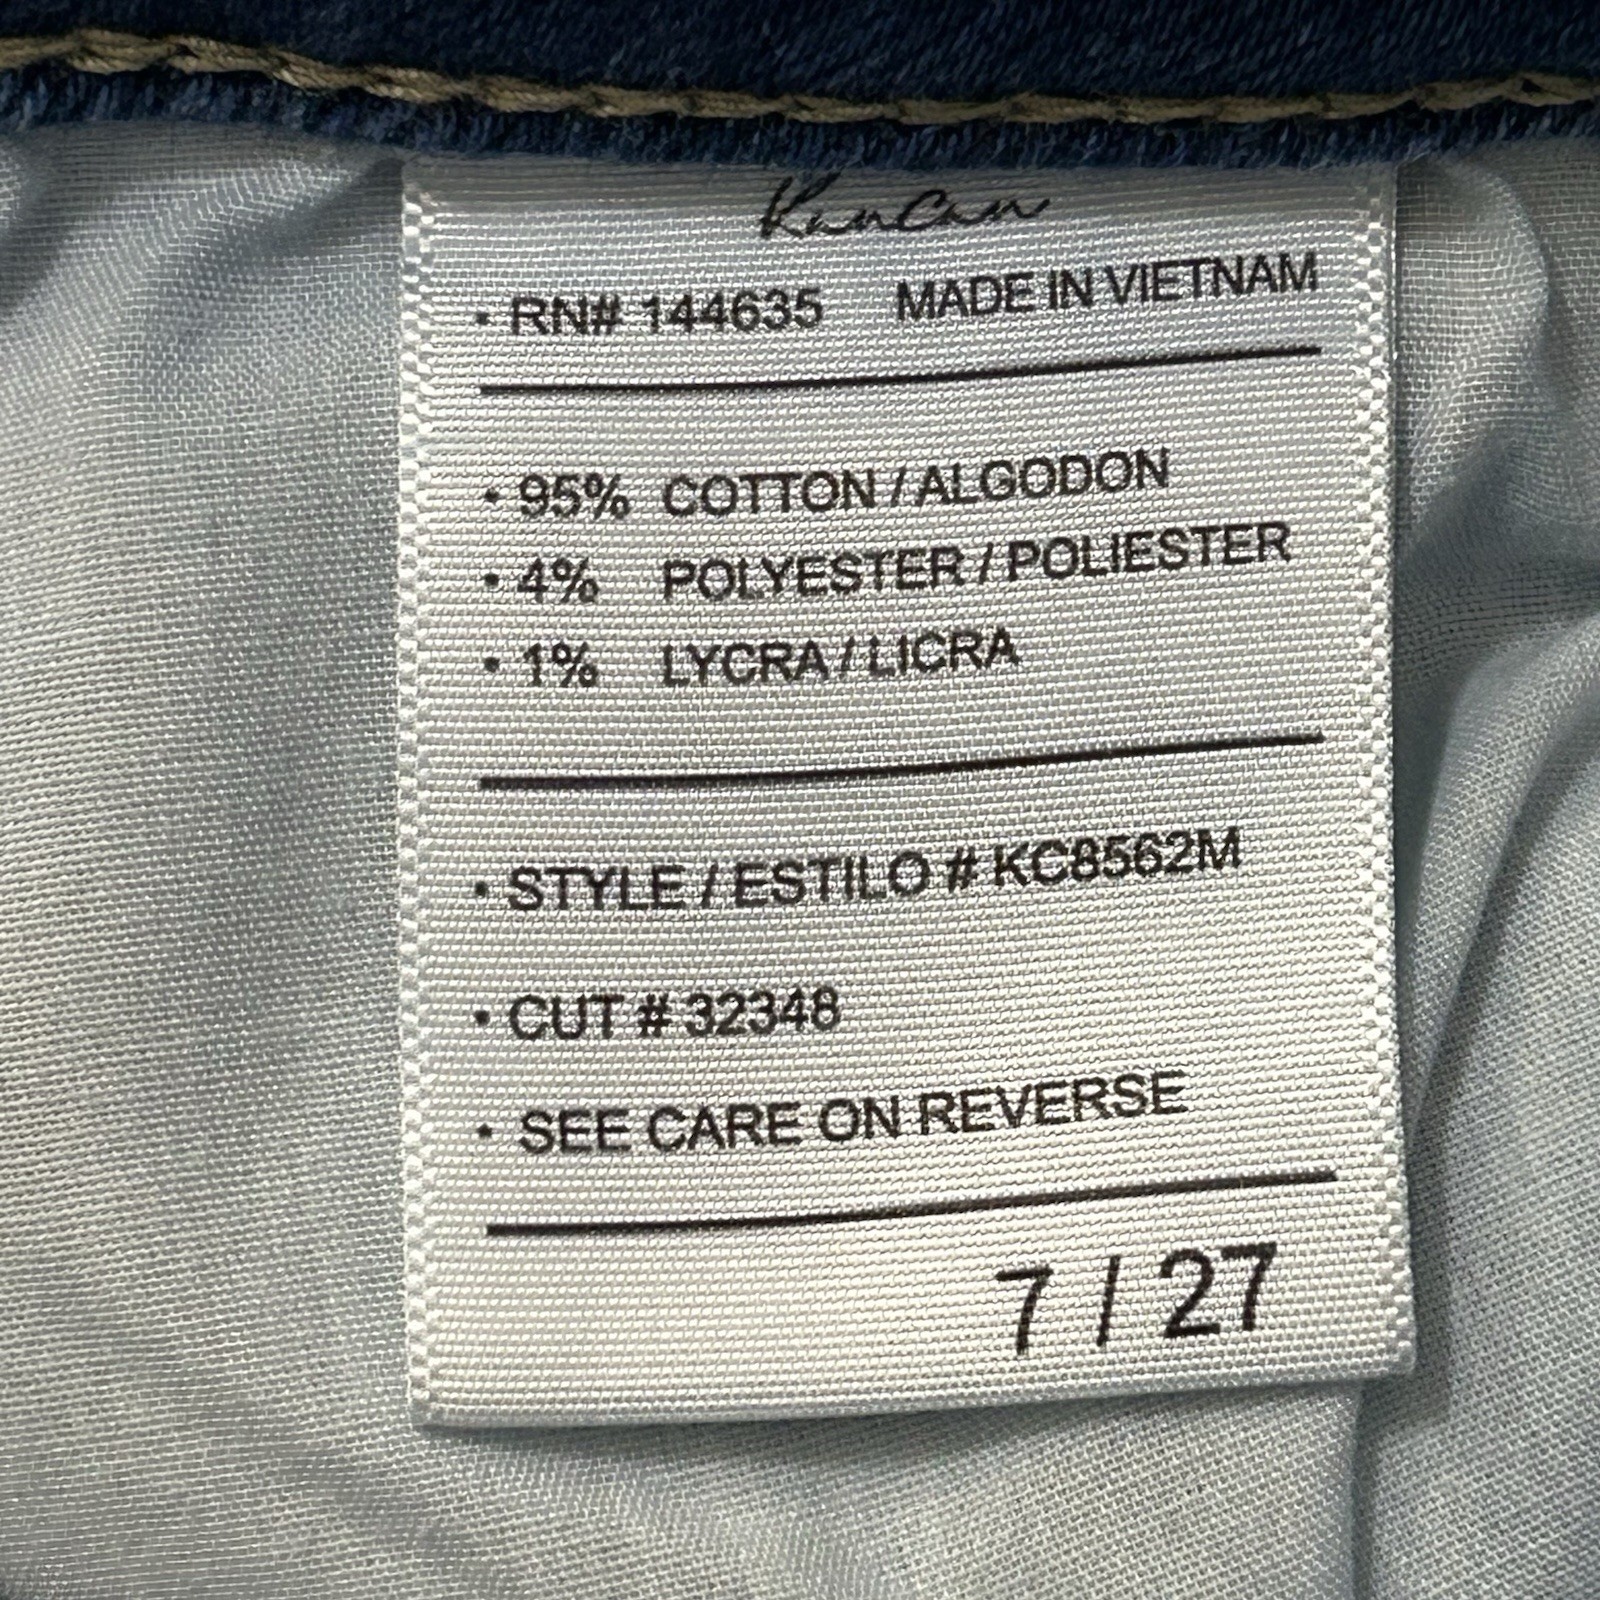 KanCan
• RN# 144635 MADE IN VIETNAM
• 95% COTTON / ALGODON
• 4% POLYESTER / POLIESTER
• 1% LYCRA / LICRA
• STYLE / ESTILO # KC8562M
• CUT # 32348
• SEE CARE ON REVERSE
7 / 27